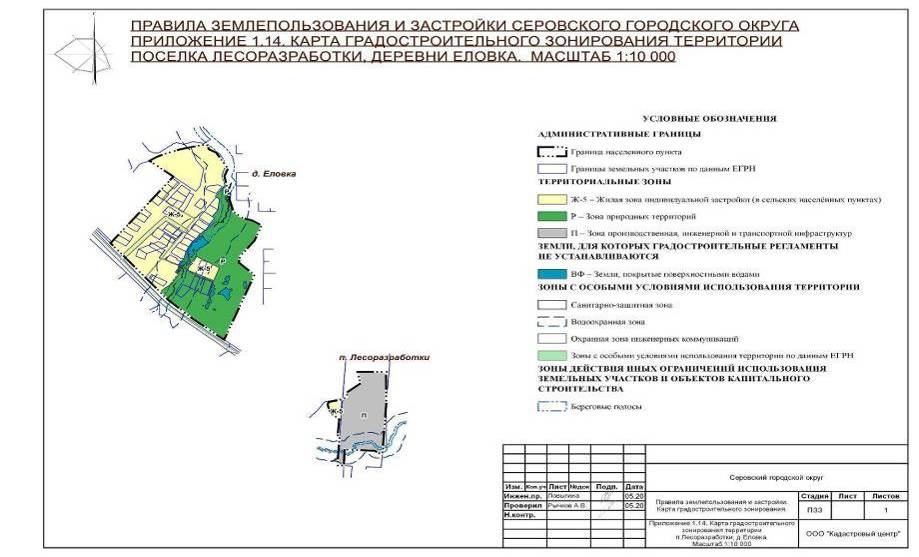 ПРАВИЛА ЗЕМЛЕПОЛЬЗОВАНИЯ И ЗАСТРОЙКИ СЕРОВСКОГО ГОРОДСКОГО ОКРУГА
ПРИЛОЖЕНИЕ 1.14. КАРТА ГРАДОСТРОИТЕЛЬНОГО ЗОНИРОВАНИЯ ТЕРРИТОРИИ
ПОСЕЛКА ЛЕСОРАЗРАБОТКИ, ДЕРЕВНИ ЕЛОВКА. МАСШТАБ 1:10 000
УСЛОВНЫЕ ОБОЗНАЧЕНИЯ
АДМИНИСТРАТИВНЫЕ ГРАНИЦЫ
Граница населенного пункта
Границы земельных участков по данным ЕГРН
ТЕРРИТОРИАЛЬНЫЕ ЗОНЫ
Ж-5 – Жилая зона индивидуальной застройки (в сельских населённых пунктах)
Р – Зона природных территорий
П – Зона производственная, инженерной и транспортной инфраструктур
ЗЕМЛИ, ДЛЯ КОТОРЫХ ГРАДОСТРОИТЕЛЬНЫЕ РЕГЛАМЕНТЫ
НЕ УСТАНАВЛИВАЮТСЯ
ВФ – Земли, покрытые поверхностными водами
ЗОНЫ С ОСОБЫМИ УСЛОВИЯМИ ИСПОЛЬЗОВАНИЯ ТЕРРИТОРИИ
Санитарно-защитная зона
Водоохранная зона
Охранная зона инженерных коммуникаций
Зоны с особыми условиями использования территории по данным ЕГРН
ЗОНЫ ДЕЙСТВИЯ ИНЫХ ОГРАНИЧЕНИЙ ИСПОЛЬЗОВАНИЯ
ЗЕМЕЛЬНЫХ УЧАСТКОВ И ОБЪЕКТОВ КАПИТАЛЬНОГО
СТРОИТЕЛЬСТВА
Береговые полосы
д. Еловка
Р
Ж-5
Р
Ж-5
п. Лесоразработки
Ж-5
П
Изм. Кол.уч Лист №док Подп. Дата
Инжен.пр. 05.20
Проверил Рычков А.В. 05.20
Н.контр.
Серовский городской округ
Правила землепользования и застройки.
Карта градостроительного зонирования.
Стадия Лист Листов
ПЗЗ 1
Приложение 1.14. Карта градостроительного
зонирования территории
п.Лесоразработки, д.Еловка
Масштаб 1:10 000
ООО "Кадастровый центр"